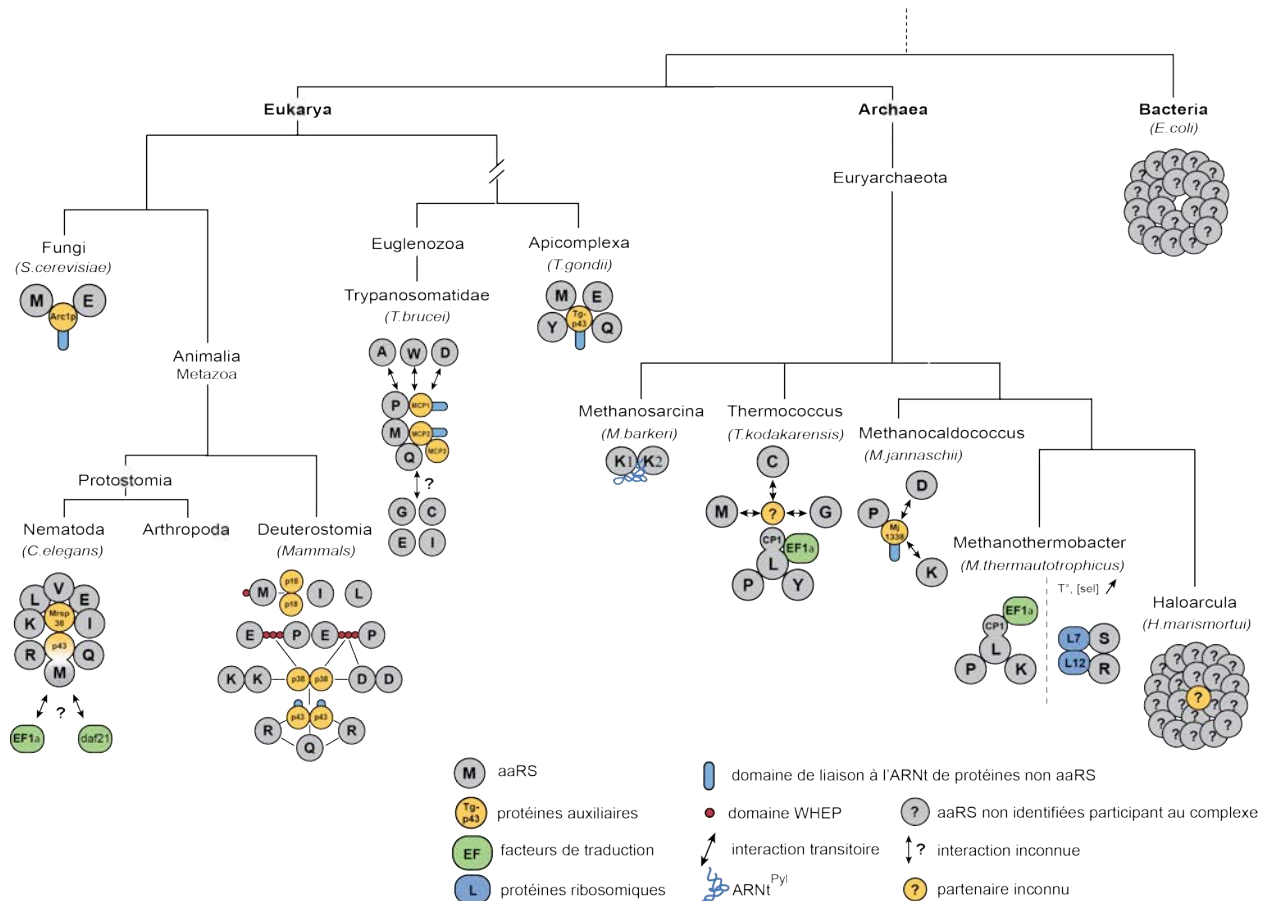 Eukarya
Archaea
Bacteria
(E.coli)
? ? ? ? ? ? ? ? ? ? ? ? ? ? ? ? ? ? ? ?
Euryarchaeota
Fungi
(S.cerevisiae)
M E
Arc1p
Euglenozoa
Trypanosomatidae
(T.brucei)
A W D
P MCP1
M MCP2
Q MCP3
?
G C
E I
Apicomplexa
(T.gondii)
M E
Tg-
p43
Y Q
Animalia
Metazoa
Protostomia
Nematoda
(C.elegans)
L V E
K Mrsp
38 I
R p43 Q
M
?
EF1a daf21
Arthropoda
Deuterostomia
(Mammals)
M p18 I L
p18
E P E P
K K p38 p38 D D
p43 p43
R Q R
Methanosarcina
(M.barkeri)
K1 K2
Thermococcus
(T.kodakarensis)
C
M ? G
CP1 EF1a
L
P Y
Methanocaldococcus
(M.jannaschii)
D
P
Mj
1338
K
Methanothermobacter
(M.thermautotrophicus)
T°, [sel]
EF1a
CP1
L
P K
L7 S
L12 R
Haloarcula
(H.marismortui)
? ? ? ? ? ? ? ? ? ? ? ? ? ? ? ? ? ? ? ?
M aaRS
Tg-
p43 protéines auxiliaires
EF facteurs de traduction
L protéines ribosomiques
domaine de liaison à l'ARNt de protéines non aaRS
domaine WHEP
interaction transitoire
ARNt Pyl
? aaRS non identifiées participant au complexe
? interaction inconnue
? partenaire inconnu